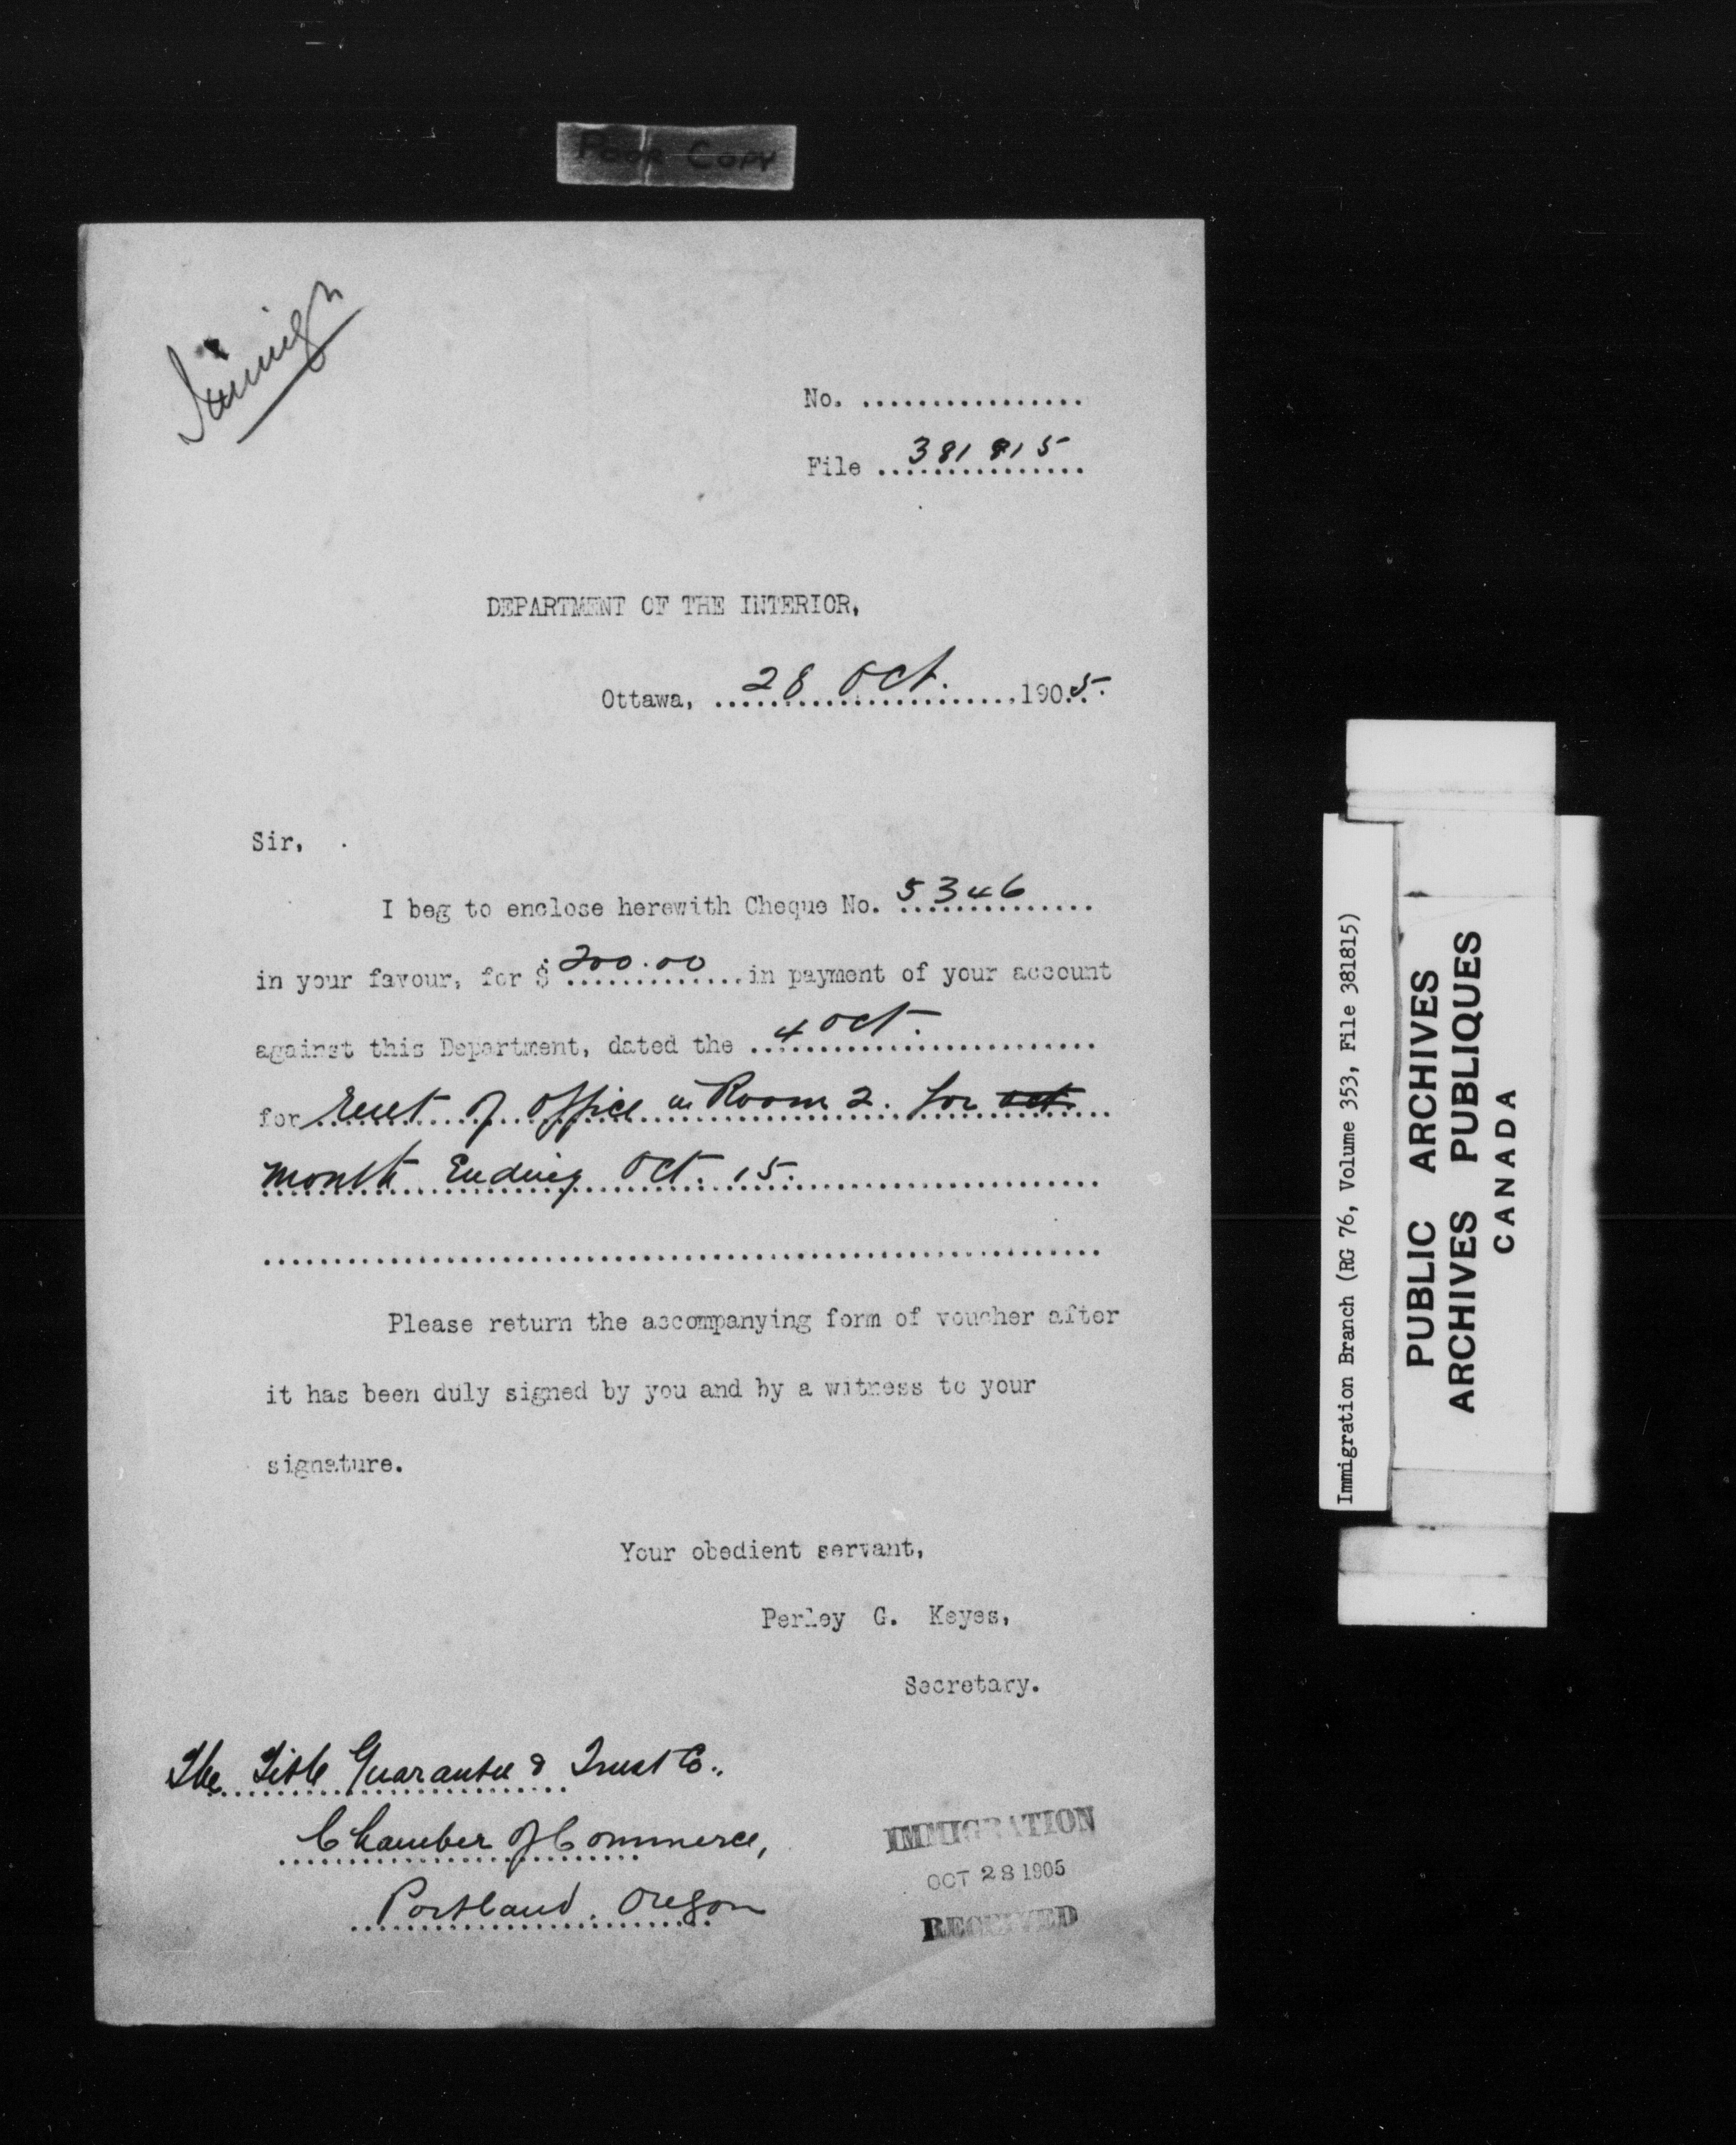 Poor Copy
Immig'n
No. ................
File 381815
DEPARTMENT OF THE INTERIOR,
Ottawa, 28 Oct. 1905.
Sir,
I beg to enclose herewith Cheque No. 5346
in your favour, for $ 200.00 in payment of your account
against this Department, dated the 4 Oct.
for rent of office in Room 2. for Oct.
month Ending Oct. 15.
Please return the accompanying form of voucher after
it has been duly signed by you and by a witness to your
signature.
Your obedient servant,
Perley G. Keyes,
Secretary.
The Title Guarantee & Trust Co.,
Chamber of Commerce,
Portland. Oregon
IMMIGRATION
OCT 28 1905
RECEIVED
Immigration Branch (RG 76, Volume 353, File 381815)
PUBLIC ARCHIVES
ARCHIVES PUBLIQUES
CANADA